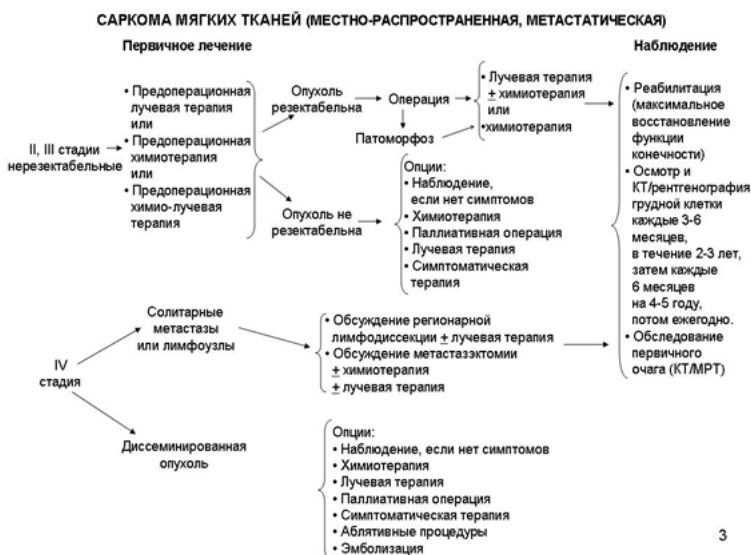 САРКОМА МЯГКИХ ТКАНЕЙ (МЕСТНО-РАСПРОСТРАНЕННАЯ, МЕТАСТАТИЧЕСКАЯ)
Первичное лечение
Наблюдение
II, III стадии
нерезектабельные
• Предоперационная
лучевая терапия
или
• Предоперационная
химиотерапия
или
• Предоперационная
химио-лучевая
терапия
Опухоль
резектабельна
Операция
Патоморфоз
• Лучевая терапия
± химиотерапия
или
•химиотерапия
Опухоль не
резектабельна
Опции:
• Наблюдение,
если нет симптомов
• Химиотерапия
• Паллиативная операция
• Лучевая терапия
• Симптоматическая
терапия
• Реабилитация
(максимальное
восстановление
функции
конечности)
• Осмотр и
КТ/рентгенография
грудной клетки
каждые 3-6
месяцев,
в течение 2-3 лет,
затем каждые
6 месяцев
на 4-5 году,
потом ежегодно.
• Обследование
первичного
очага (КТ/МРТ)
IV
стадия
Солитарные
метастазы
или лимфоузлы
• Обсуждение регионарной
лимфодиссекции ± лучевая терапия
• Обсуждение метастазэктомии
± химиотерапия
± лучевая терапия
Диссеминированная
опухоль
Опции:
• Наблюдение, если нет симптомов
• Химиотерапия
• Лучевая терапия
• Паллиативная операция
• Симптоматическая терапия
• Аблятивные процедуры
• Эмболизация
3